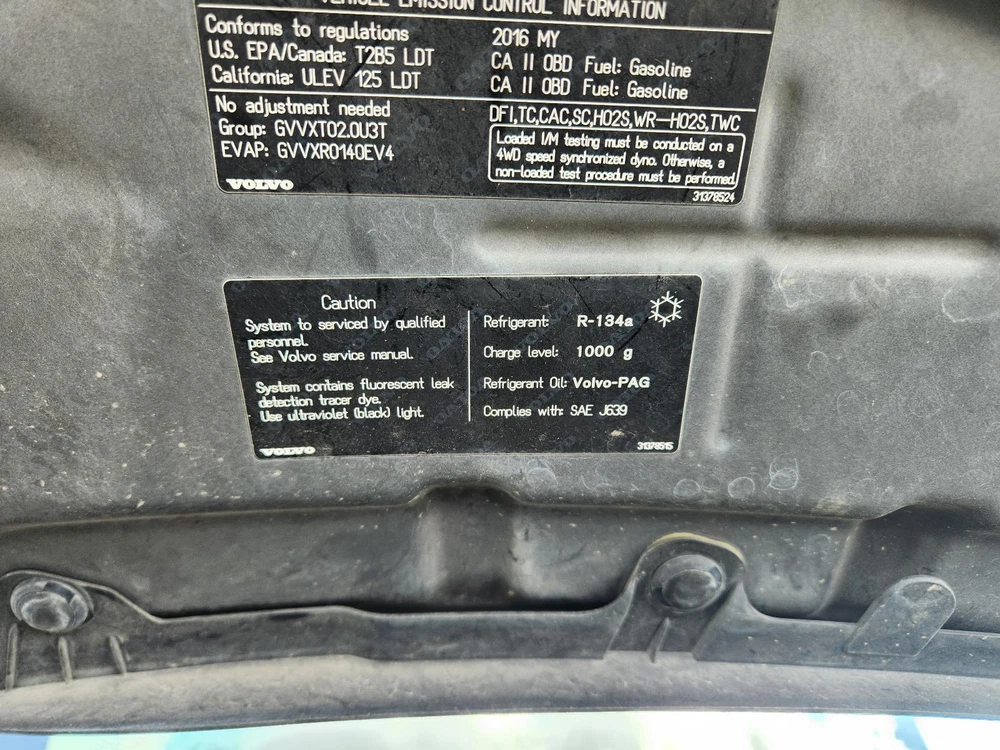 VEHICLE EMISSION CONTROL INFORMATION
Conforms to regulations
2016 MY
U.S. EPA/Canada: T2B5 LDT
CA II OBD Fuel: Gasoline
California: ULEV 125 LDT
CA II OBD Fuel: Gasoline
No adjustment needed
DFI,TC,CAC,SC,HO2S,WR-HO2S,TWC
Group: GVVXT02.0U3T
EVAP: GVVXR0140EV4
Loaded I/M testing must be conducted on a
4WD speed synchronized dyno. Otherwise, a
non-loaded test procedure must be performed.
VOLVO
31378524
Caution
System to serviced by qualified
personnel.
See Volvo service manual.
System contains fluorescent leak
detection tracer dye.
Use ultraviolet (black) light.
VOLVO
Refrigerant: R-134a
Charge level: 1000 g
Refrigerant Oil: Volvo-PAG
Complies with: SAE J639
31378515